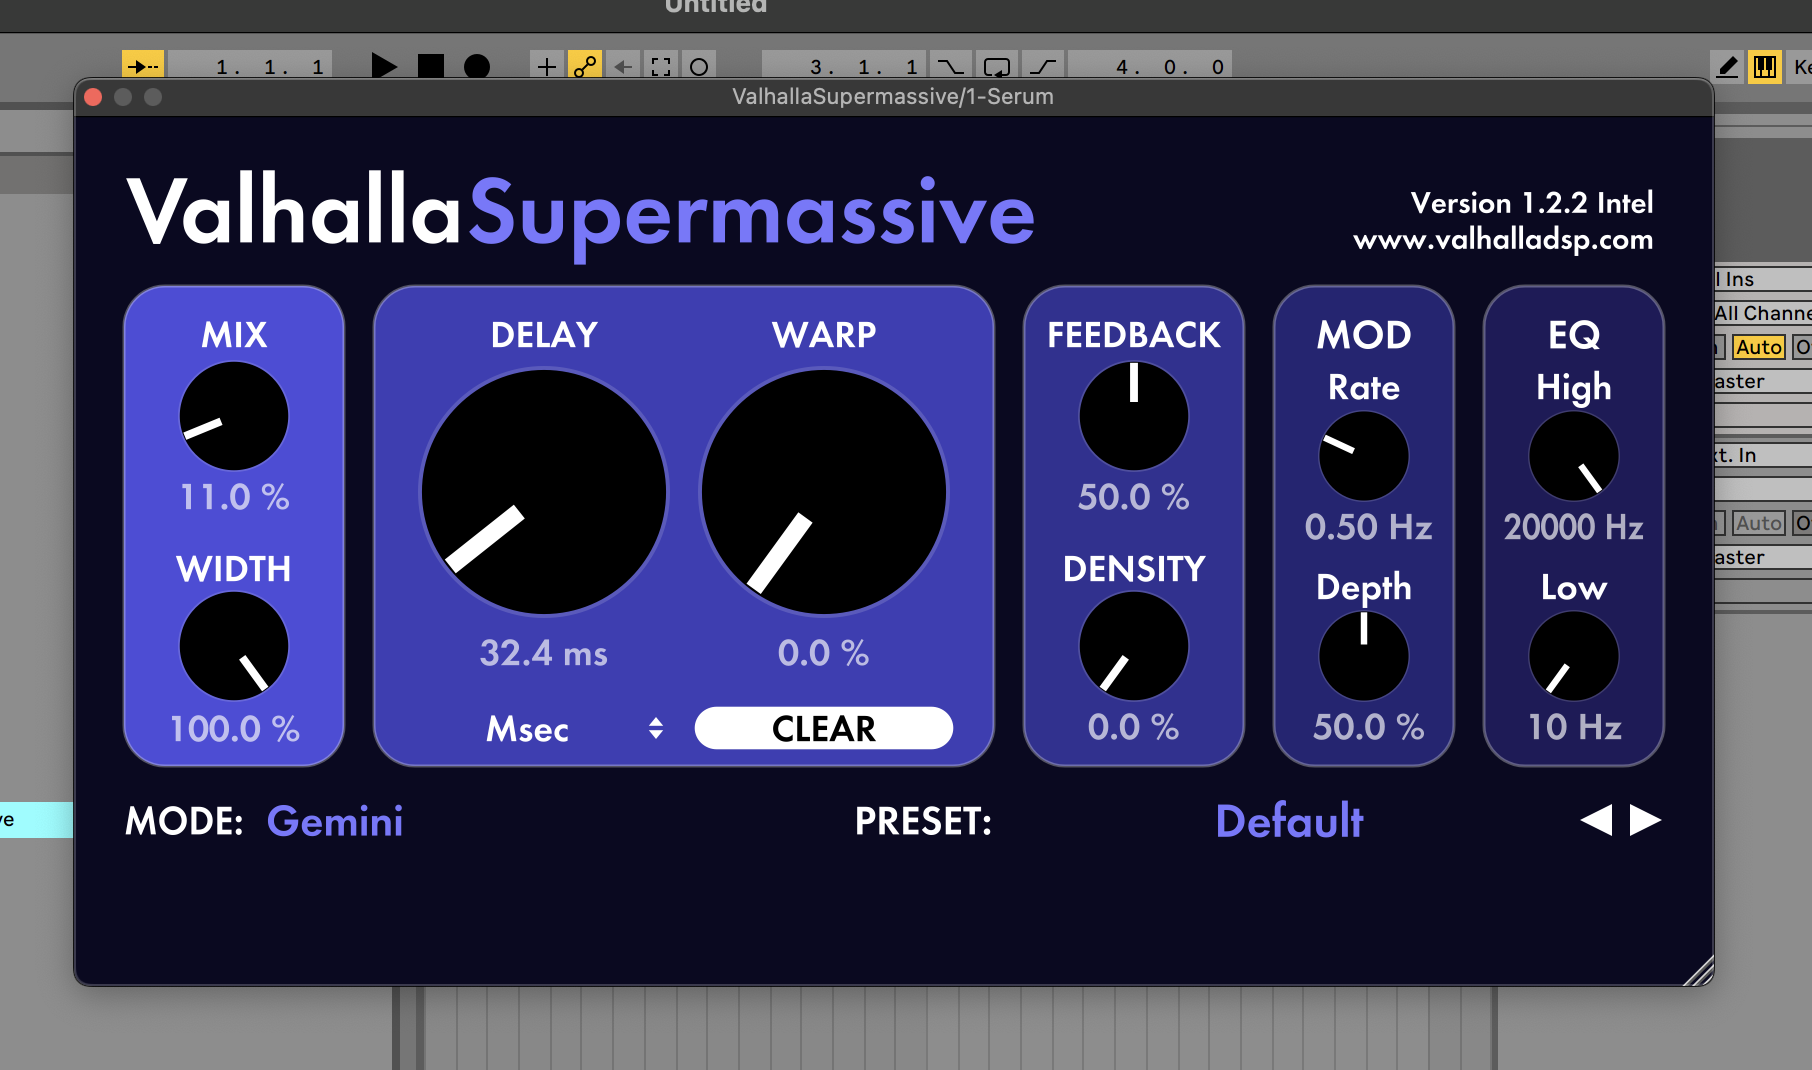 Untitled
1. 1. 1
3. 1. 1
4. 0. 0
ValhallaSupermassive/1-Serum
ValhallaSupermassive
Version 1.2.2 Intel
www.valhalladsp.com
MIX
11.0 %
WIDTH
100.0 %
DELAY
32.4 ms
Msec
WARP
0.0 %
CLEAR
FEEDBACK
50.0 %
DENSITY
0.0 %
MOD
Rate
0.50 Hz
Depth
50.0 %
EQ
High
20000 Hz
Low
10 Hz
MODE: Gemini
PRESET: Default
Ins
All
Auto
In
Auto